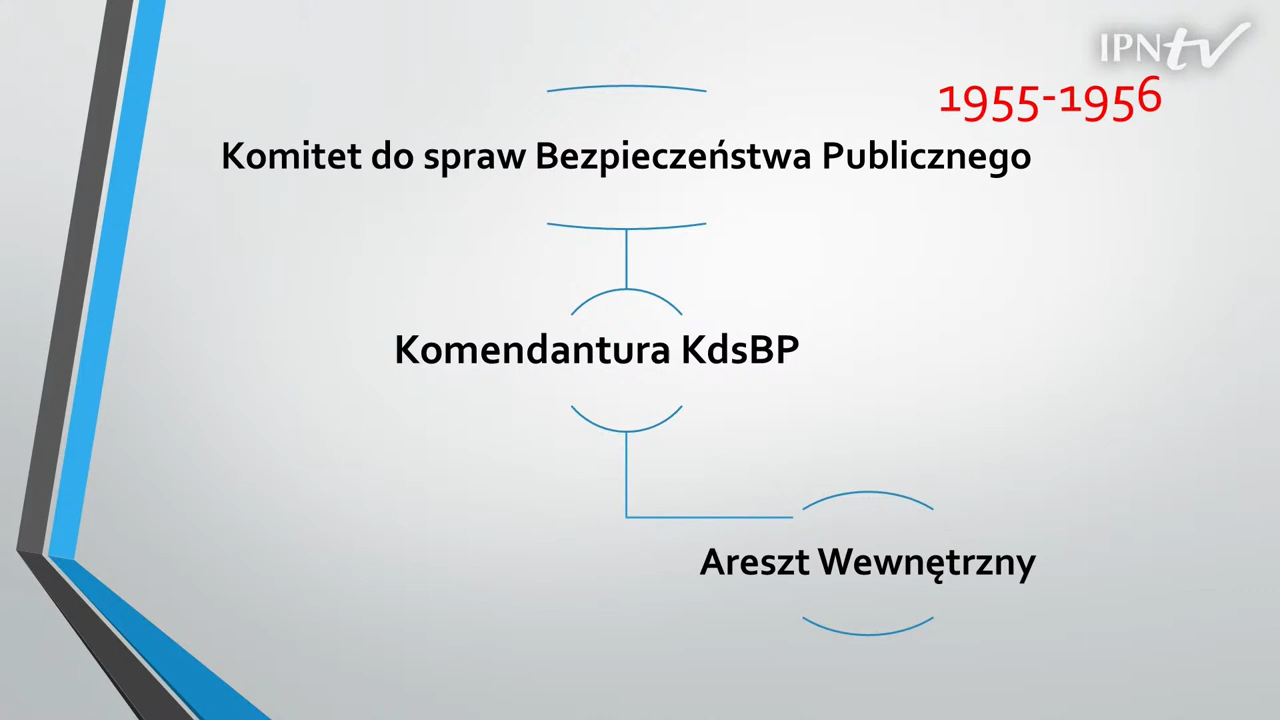 IPNtv
1955-1956
Komitet do spraw Bezpieczeństwa Publicznego
Komendantura KdsBP
Areszt Wewnętrzny